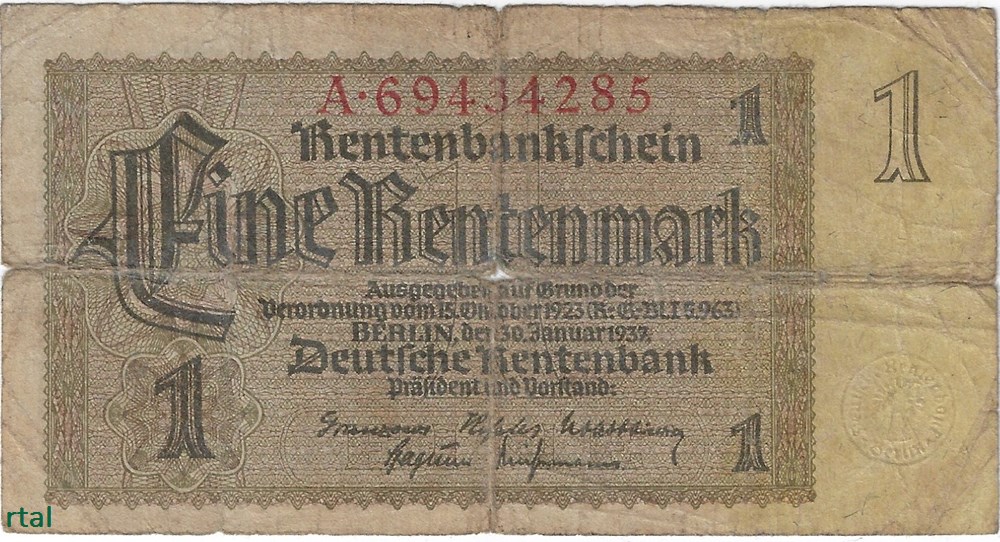 A·69434285
1
1
Rentenbankschein
Eine Rentenmark
Ausgegeben auf Grund der
Verordnung vom 15. Oktober 1923 (R.G.Bl.I S.963)
BERLIN, den 30. Januar 1937
Deutsche Rentenbank
Präsident und Vorstand:
1
1
rtal